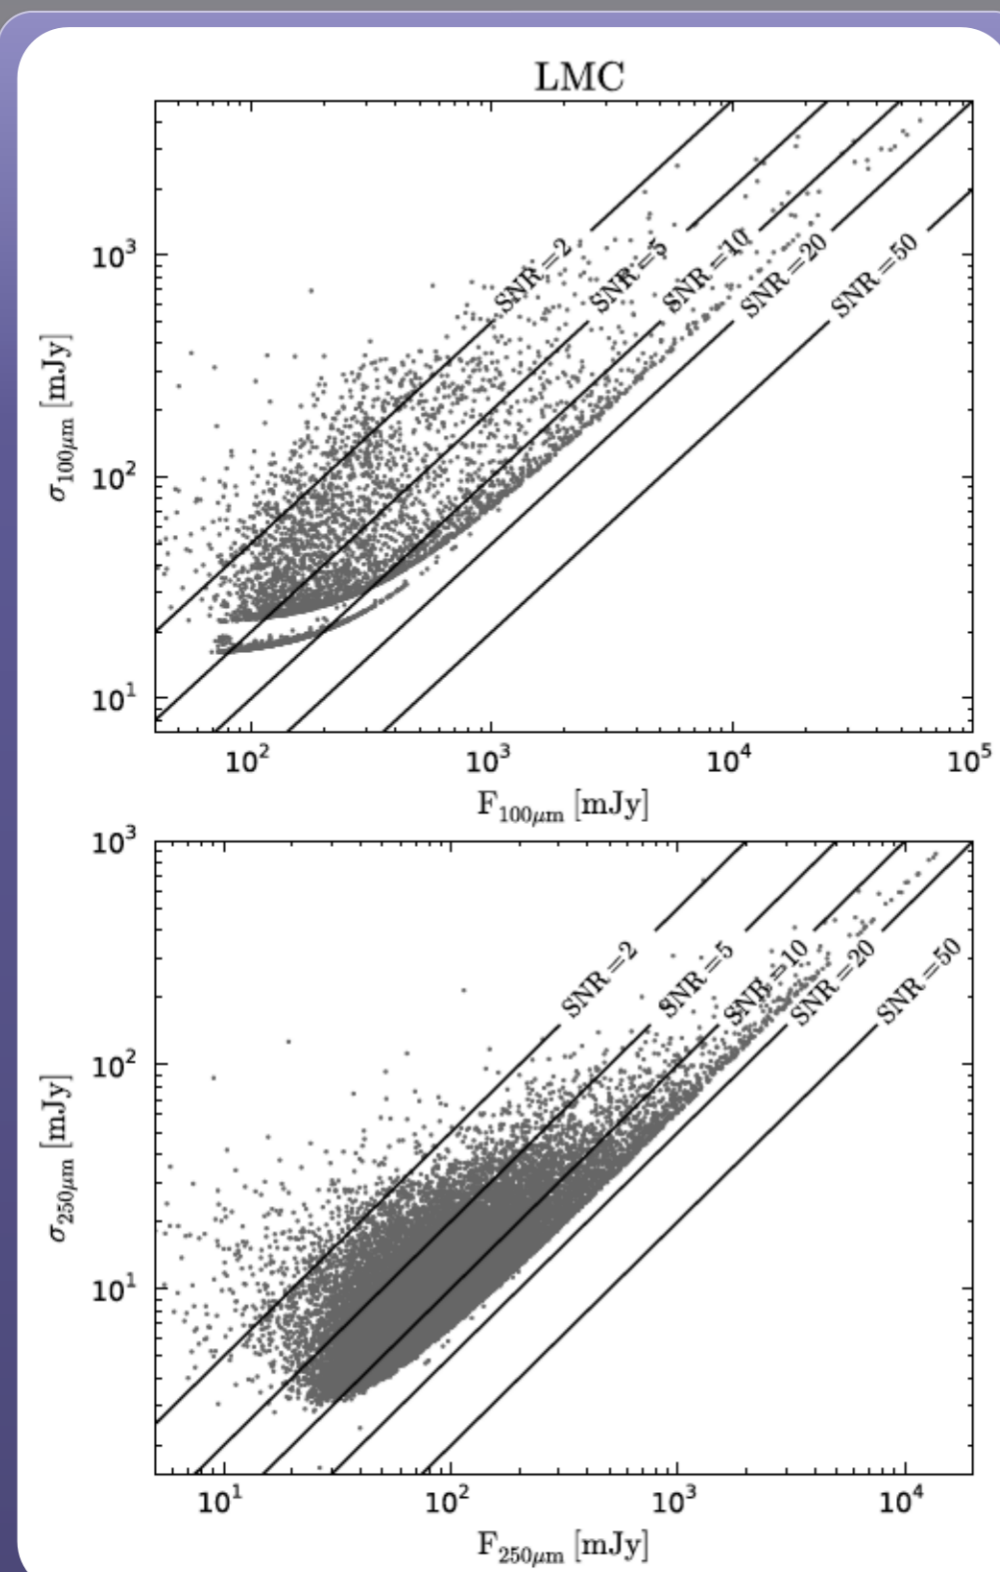 LMC
10³
10²
10¹
σ₁₀₀μm [mJy]
SNR=2
SNR=5
SNR=10
SNR=20
SNR=50
10² 10³ 10⁴ 10⁵
F₁₀₀μm [mJy]
10³
10²
10¹
σ₂₅₀μm [mJy]
SNR=2
SNR=5
SNR=10
SNR=20
SNR=50
10¹ 10² 10³ 10⁴
F₂₅₀μm [mJy]